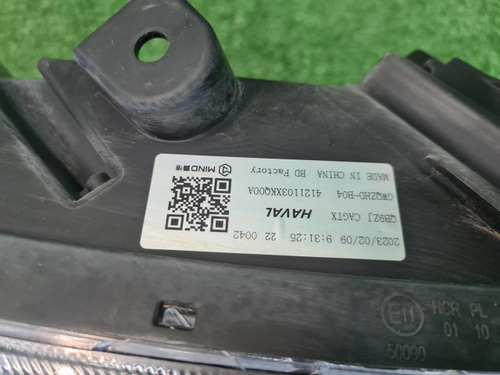 MIND
BD Factory
MADE IN CHINA
4121103XKQ00A
GWQZHD-B04
HAVAL
QB9ZJ CAGTX
2023/02/09 9:31:25 22 0042
E11
HCR PL
01 10
50090